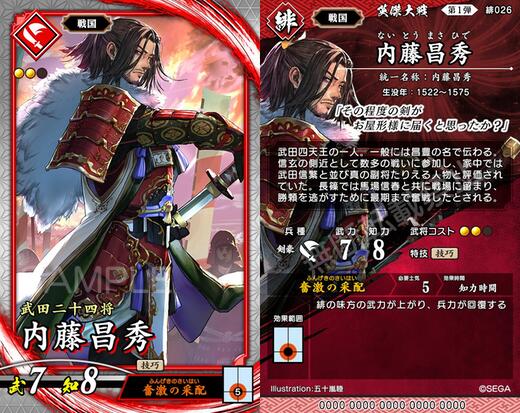 戦国
SAMPLE
武田二十四将
内藤昌秀
技巧
武7 知8
ふんげきのさいはい
奮激の采配
5
緋
戦国
英傑大戦
第1弾
緋026
ないとうまさひで
内藤昌秀
統一名称:内藤昌秀
生没年:1522~1575
「その程度の剣が
お屋形様に届くと思ったか?」
武田四天王の一人。一般には昌豊の名で伝わる。
信玄の側近として数多の戦いに参加し、家中では
武田信繁と並び真の副将たりえる人物と評価され
ていた。長篠では馬場信春と共に戦場に留まり、
勝頼を逃がすために最期まで奮戦したとされる。
兵種 武力 知力 武将コスト
剣豪 7 8 特技 技巧
ふんげきのさいはい 必要士気 効果時間
奮激の采配 5 知力時間
緋の味方の武力が上がり、兵力が回復する
効果範囲
Illustration:五十嵐睦
©SEGA
0000 0000 0000 0000 0000